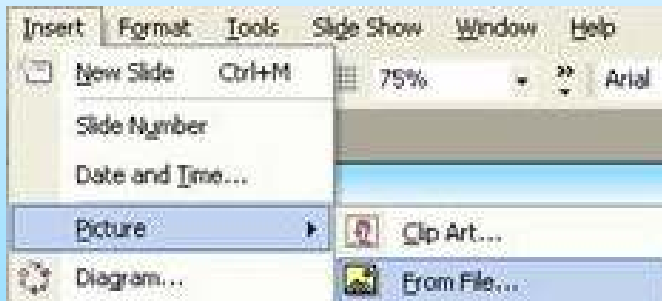 Insert Format Tools Slide Show Window Help
New Slide Ctrl+M
75% » Arial
Slide Number
Date and Time...
Picture
Clip Art...
Diagram...
From File...